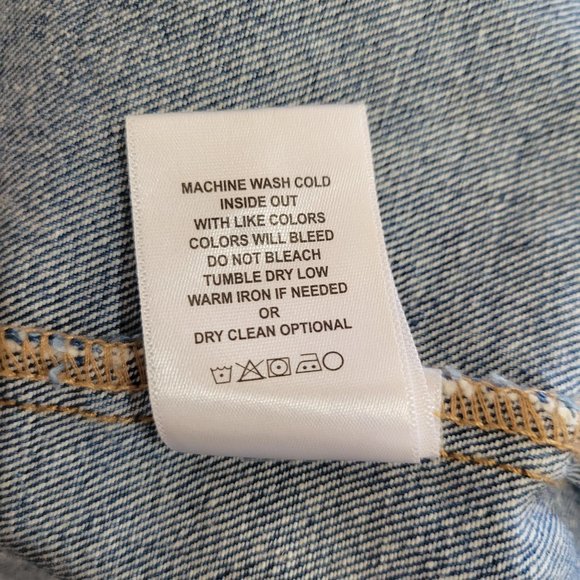 MACHINE WASH COLD
INSIDE OUT
WITH LIKE COLORS
COLORS WILL BLEED
DO NOT BLEACH
TUMBLE DRY LOW
WARM IRON IF NEEDED
OR
DRY CLEAN OPTIONAL